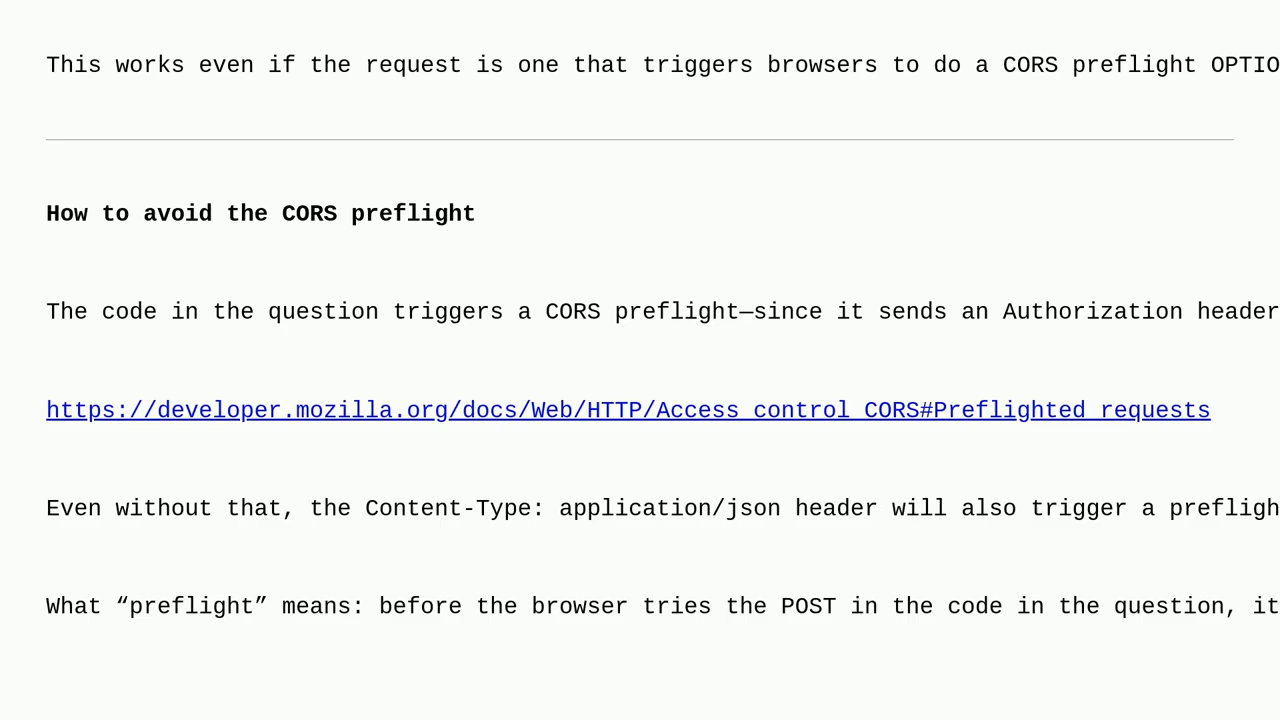 This works even if the request is one that triggers browsers to do a CORS preflight OPTIO
How to avoid the CORS preflight
The code in the question triggers a CORS preflight—since it sends an Authorization header
https://developer.mozilla.org/docs/Web/HTTP/Access_control_CORS#Preflighted_requests
Even without that, the Content-Type: application/json header will also trigger a prefligh
What “preflight” means: before the browser tries the POST in the code in the question, it